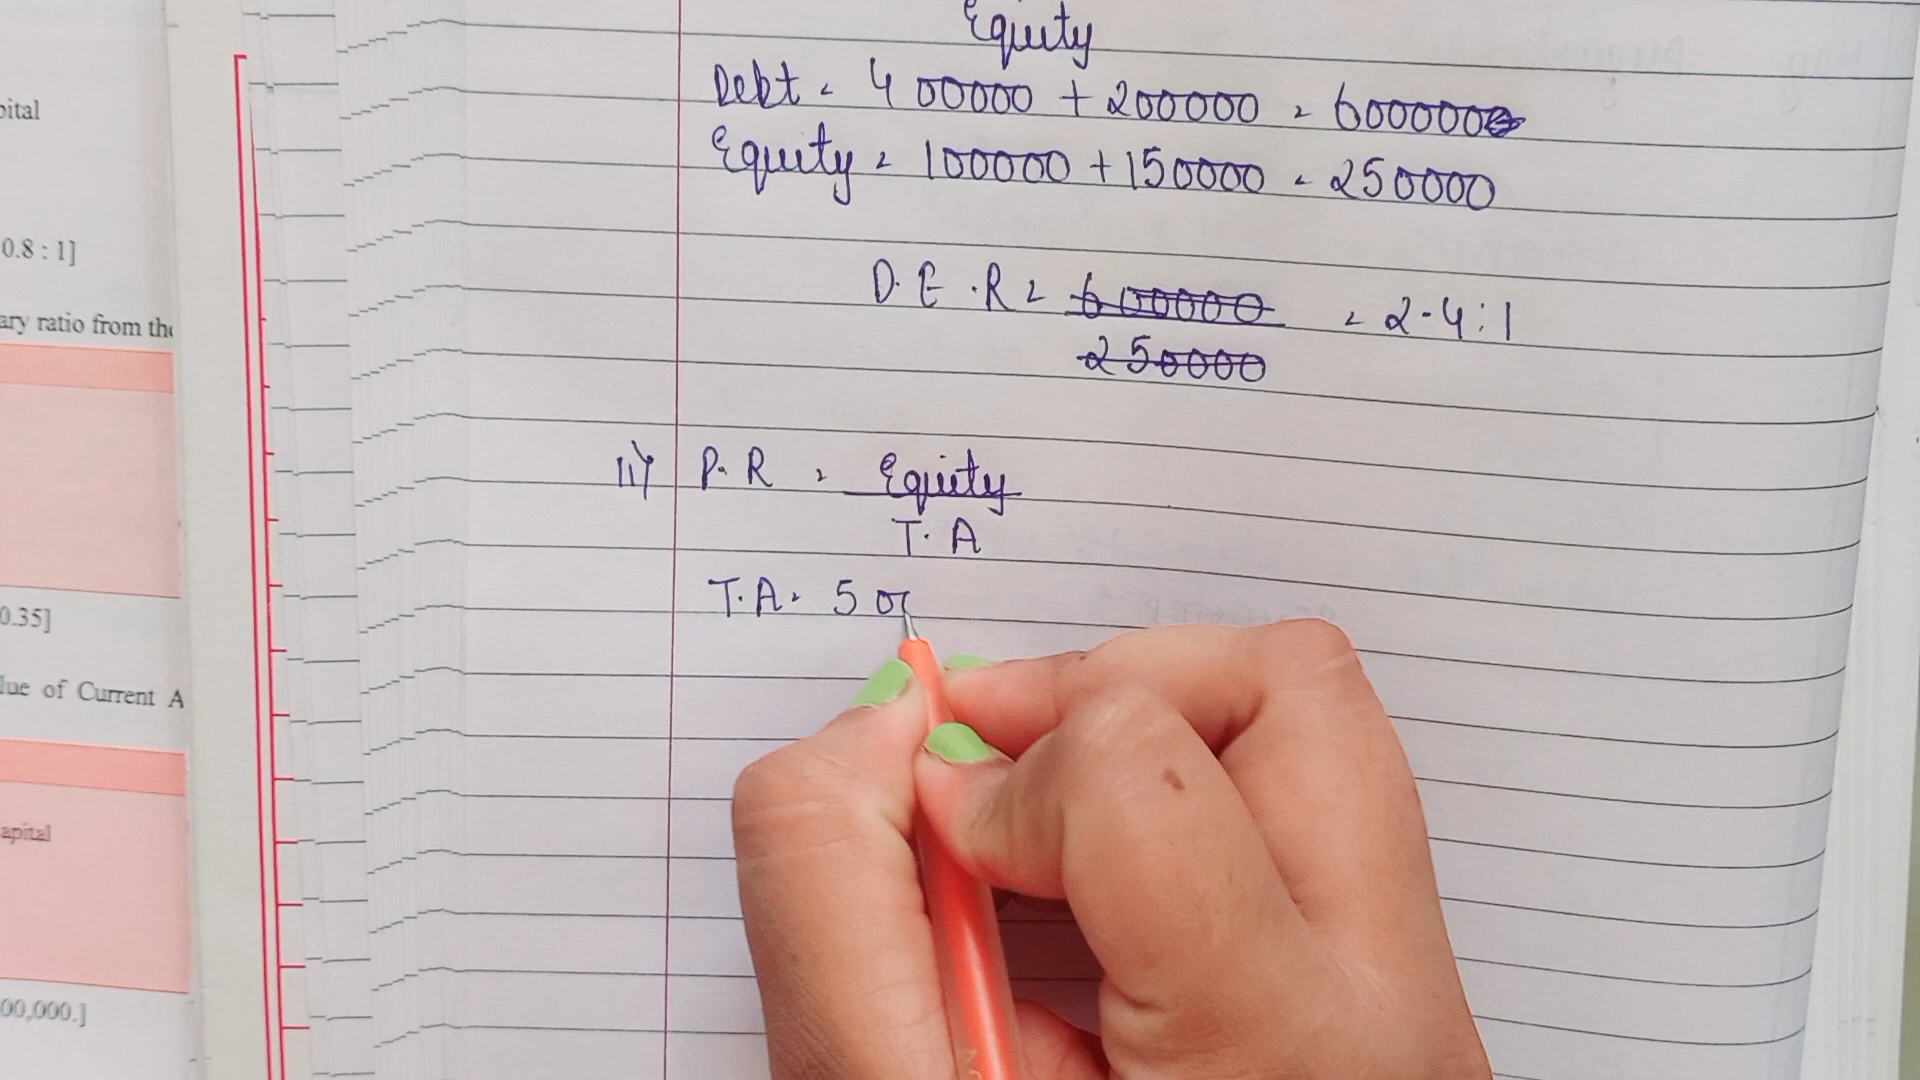 pital
0.8 : 1]
ary ratio from the
0.35]
lue of Current A
apital
00,000.]
Equity
Debt = 400000 + 200000 = 600000
Equity = 100000 + 150000 = 250000
D.E.R = 600000 = 2.4:1
250000
ii) P.R = Equity
T.A
T.A = 50